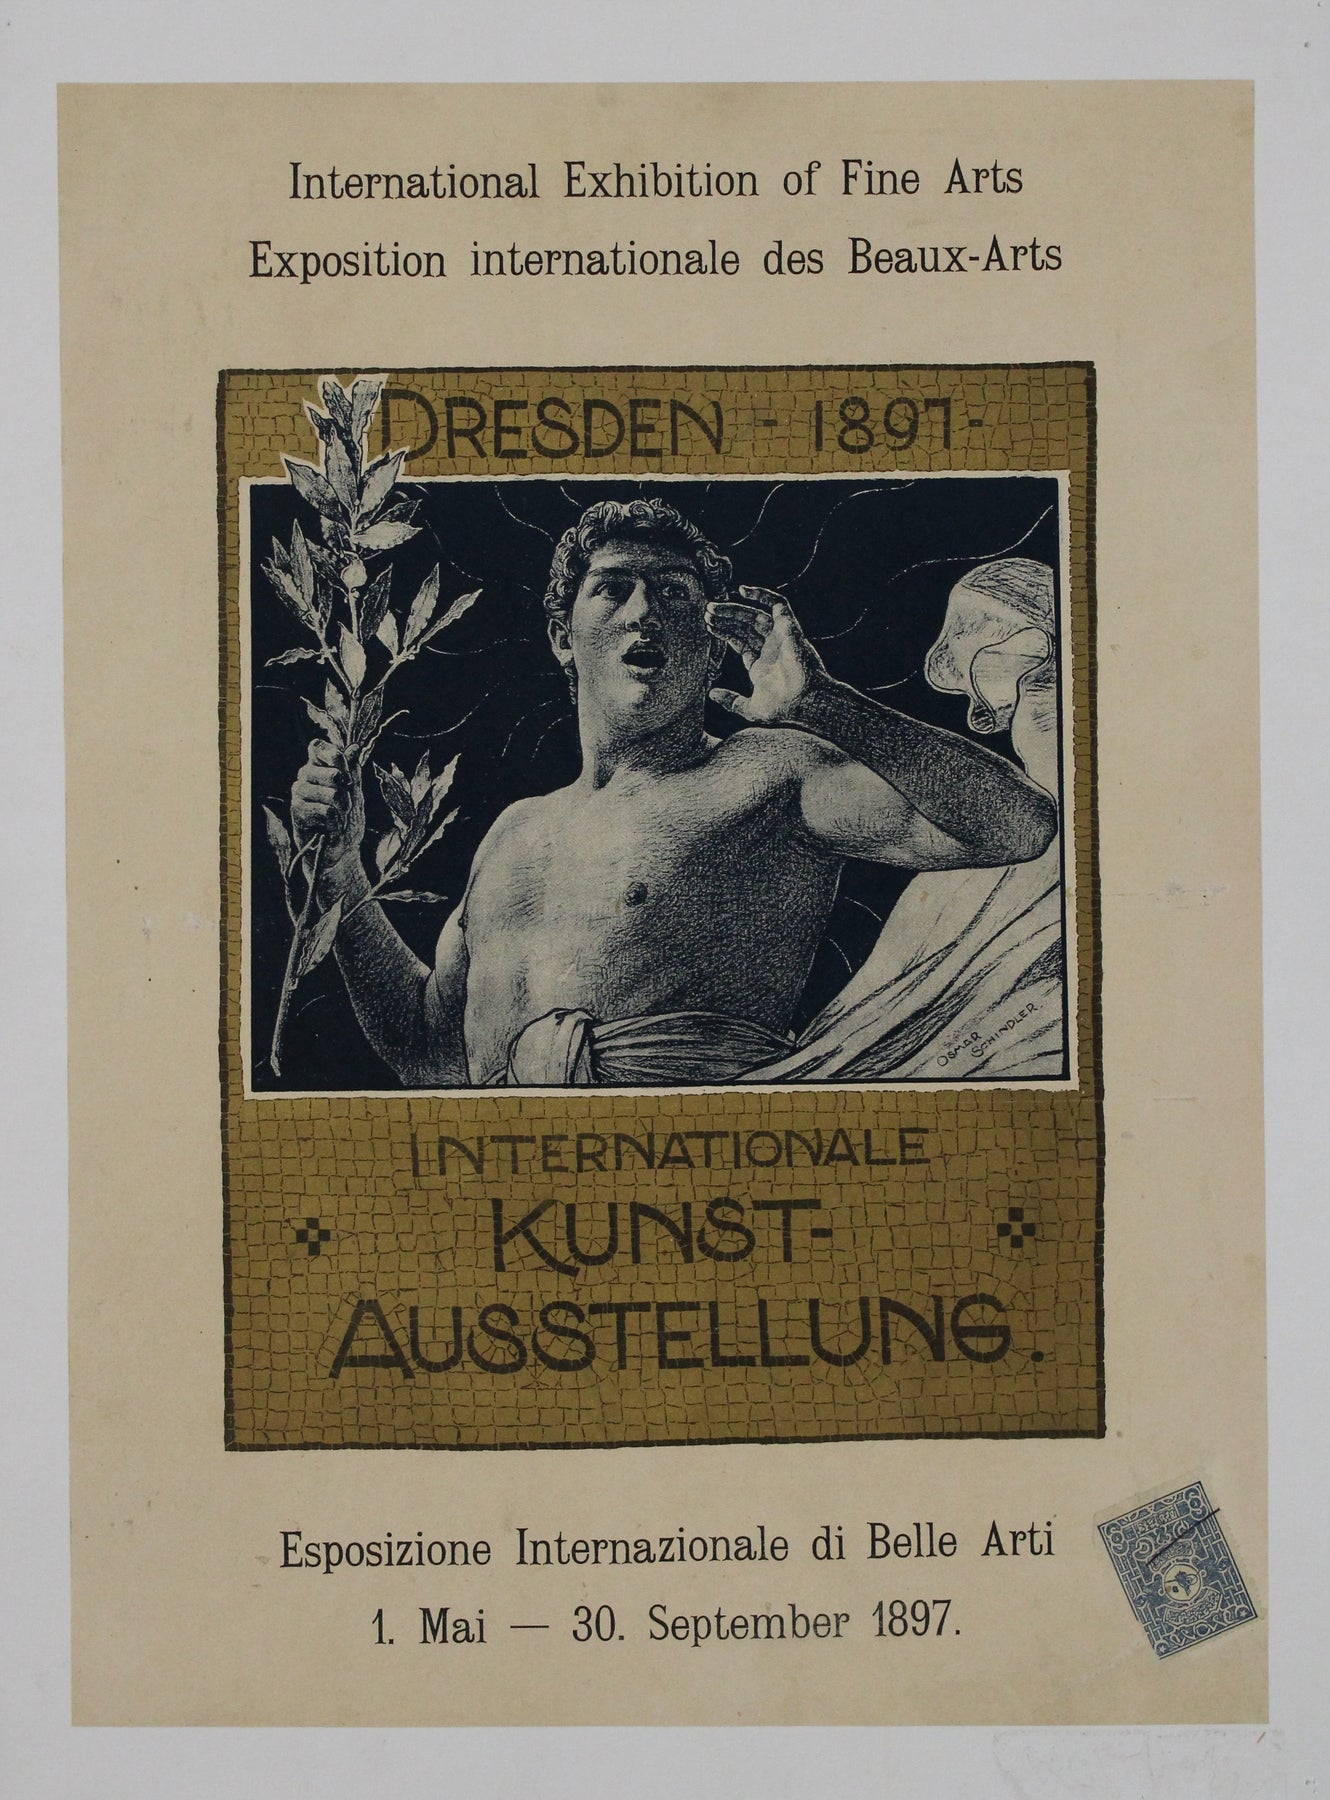 International Exhibition of Fine Arts
Exposition internationale des Beaux-Arts
DRESDEN - 1897 -
OSMAR
SCHINDLER.
INTERNATIONALE
KUNST-
AUSSTELLUNG.
Esposizione Internazionale di Belle Arti
1. Mai — 30. September 1897.